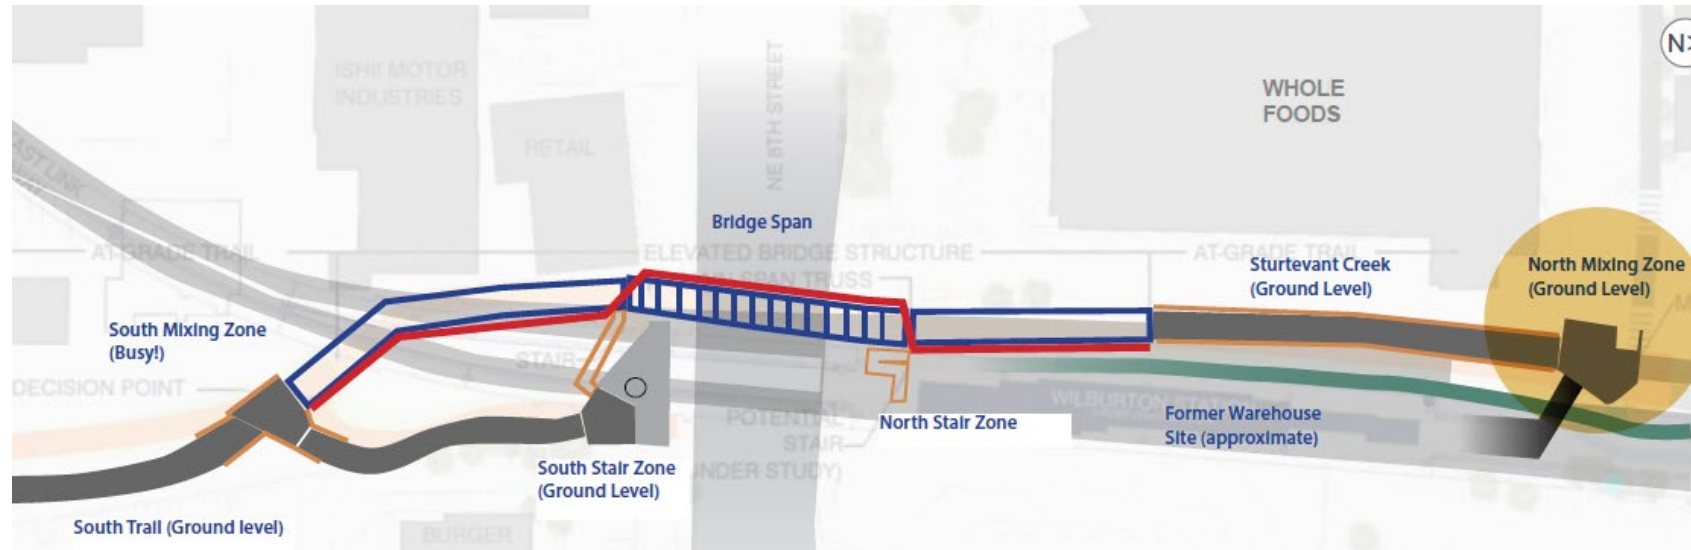 N
ISHII MOTOR
INDUSTRIES
WHOLE
FOODS
RETAIL
NE 8TH STREET
EAST LINK
Bridge Span
AT-GRADE TRAIL
ELEVATED BRIDGE STRUCTURE
AT-GRADE TRAIL
SPAN TRUSS
Sturtevant Creek
(Ground Level)
North Mixing Zone
(Ground Level)
South Mixing Zone
(Busy!)
STAIR
DECISION POINT
WILBURTON STATION
POTENTIAL
STAIR
UNDER STUDY)
North Stair Zone
Former Warehouse
Site (approximate)
South Stair Zone
(Ground Level)
South Trail (Ground level)
BURGER